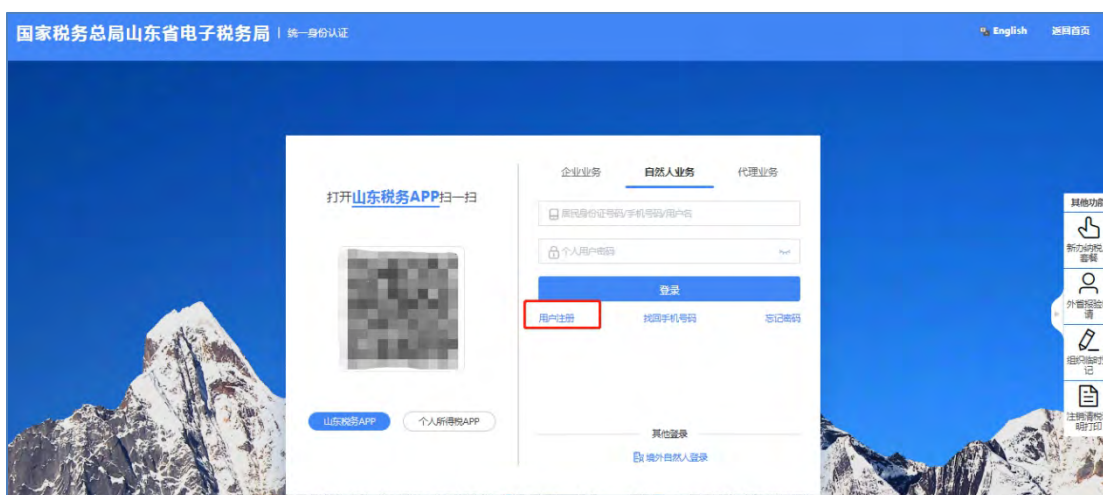 国家税务总局山东省电子税务局 | 统一身份认证
English 返回首页
打开山东税务APP扫一扫
山东税务APP 个人所得税APP
企业业务 自然人业务 代理业务
居民身份证号码/手机号码/用户名
个人用户密码
登录
用户注册 找回手机号码 忘记密码
其他登录
境外自然人登录
其他功能
新办纳税
套餐
外管报验
请
组织临时
记
注销清税
明打印